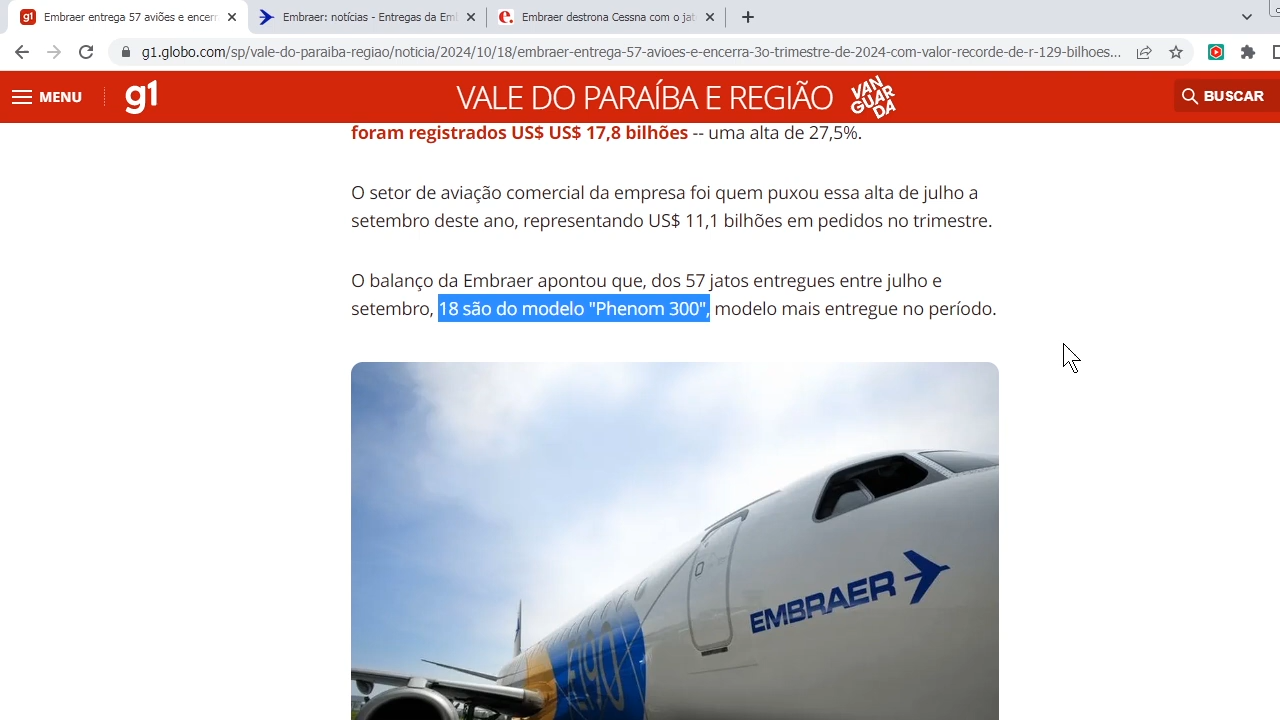 Embraer entrega 57 aviões e encerr
Embraer: notícias - Entregas da Em
Embraer destrona Cessna com o jat
g1.globo.com/sp/vale-do-paraiba-regiao/noticia/2024/10/18/embraer-entrega-57-avioes-e-encerra-3o-trimestre-de-2024-com-valor-recorde-de-r-129-bilhoes...
MENU
g1
VALE DO PARAÍBA E REGIÃO
VAN
GUAR
DA
BUSCAR
foram registrados US$ US$ 17,8 bilhões -- uma alta de 27,5%.
O setor de aviação comercial da empresa foi quem puxou essa alta de julho a
setembro deste ano, representando US$ 11,1 bilhões em pedidos no trimestre.
O balanço da Embraer apontou que, dos 57 jatos entregues entre julho e
setembro, 18 são do modelo "Phenom 300", modelo mais entregue no período.
EMBRAER
E190